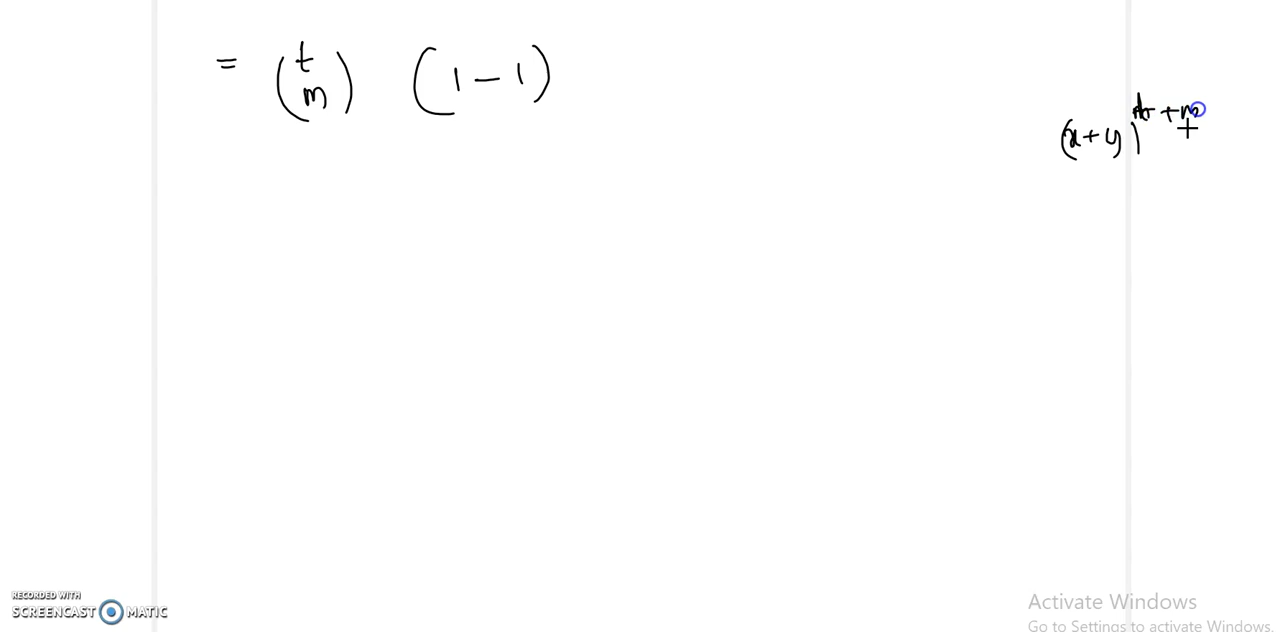 = (t m) (1 - 1)
(x+y)
RECORDED WITH
SCREENCAST MATIC
Activate Windows
Go to Settings to activate Windows.